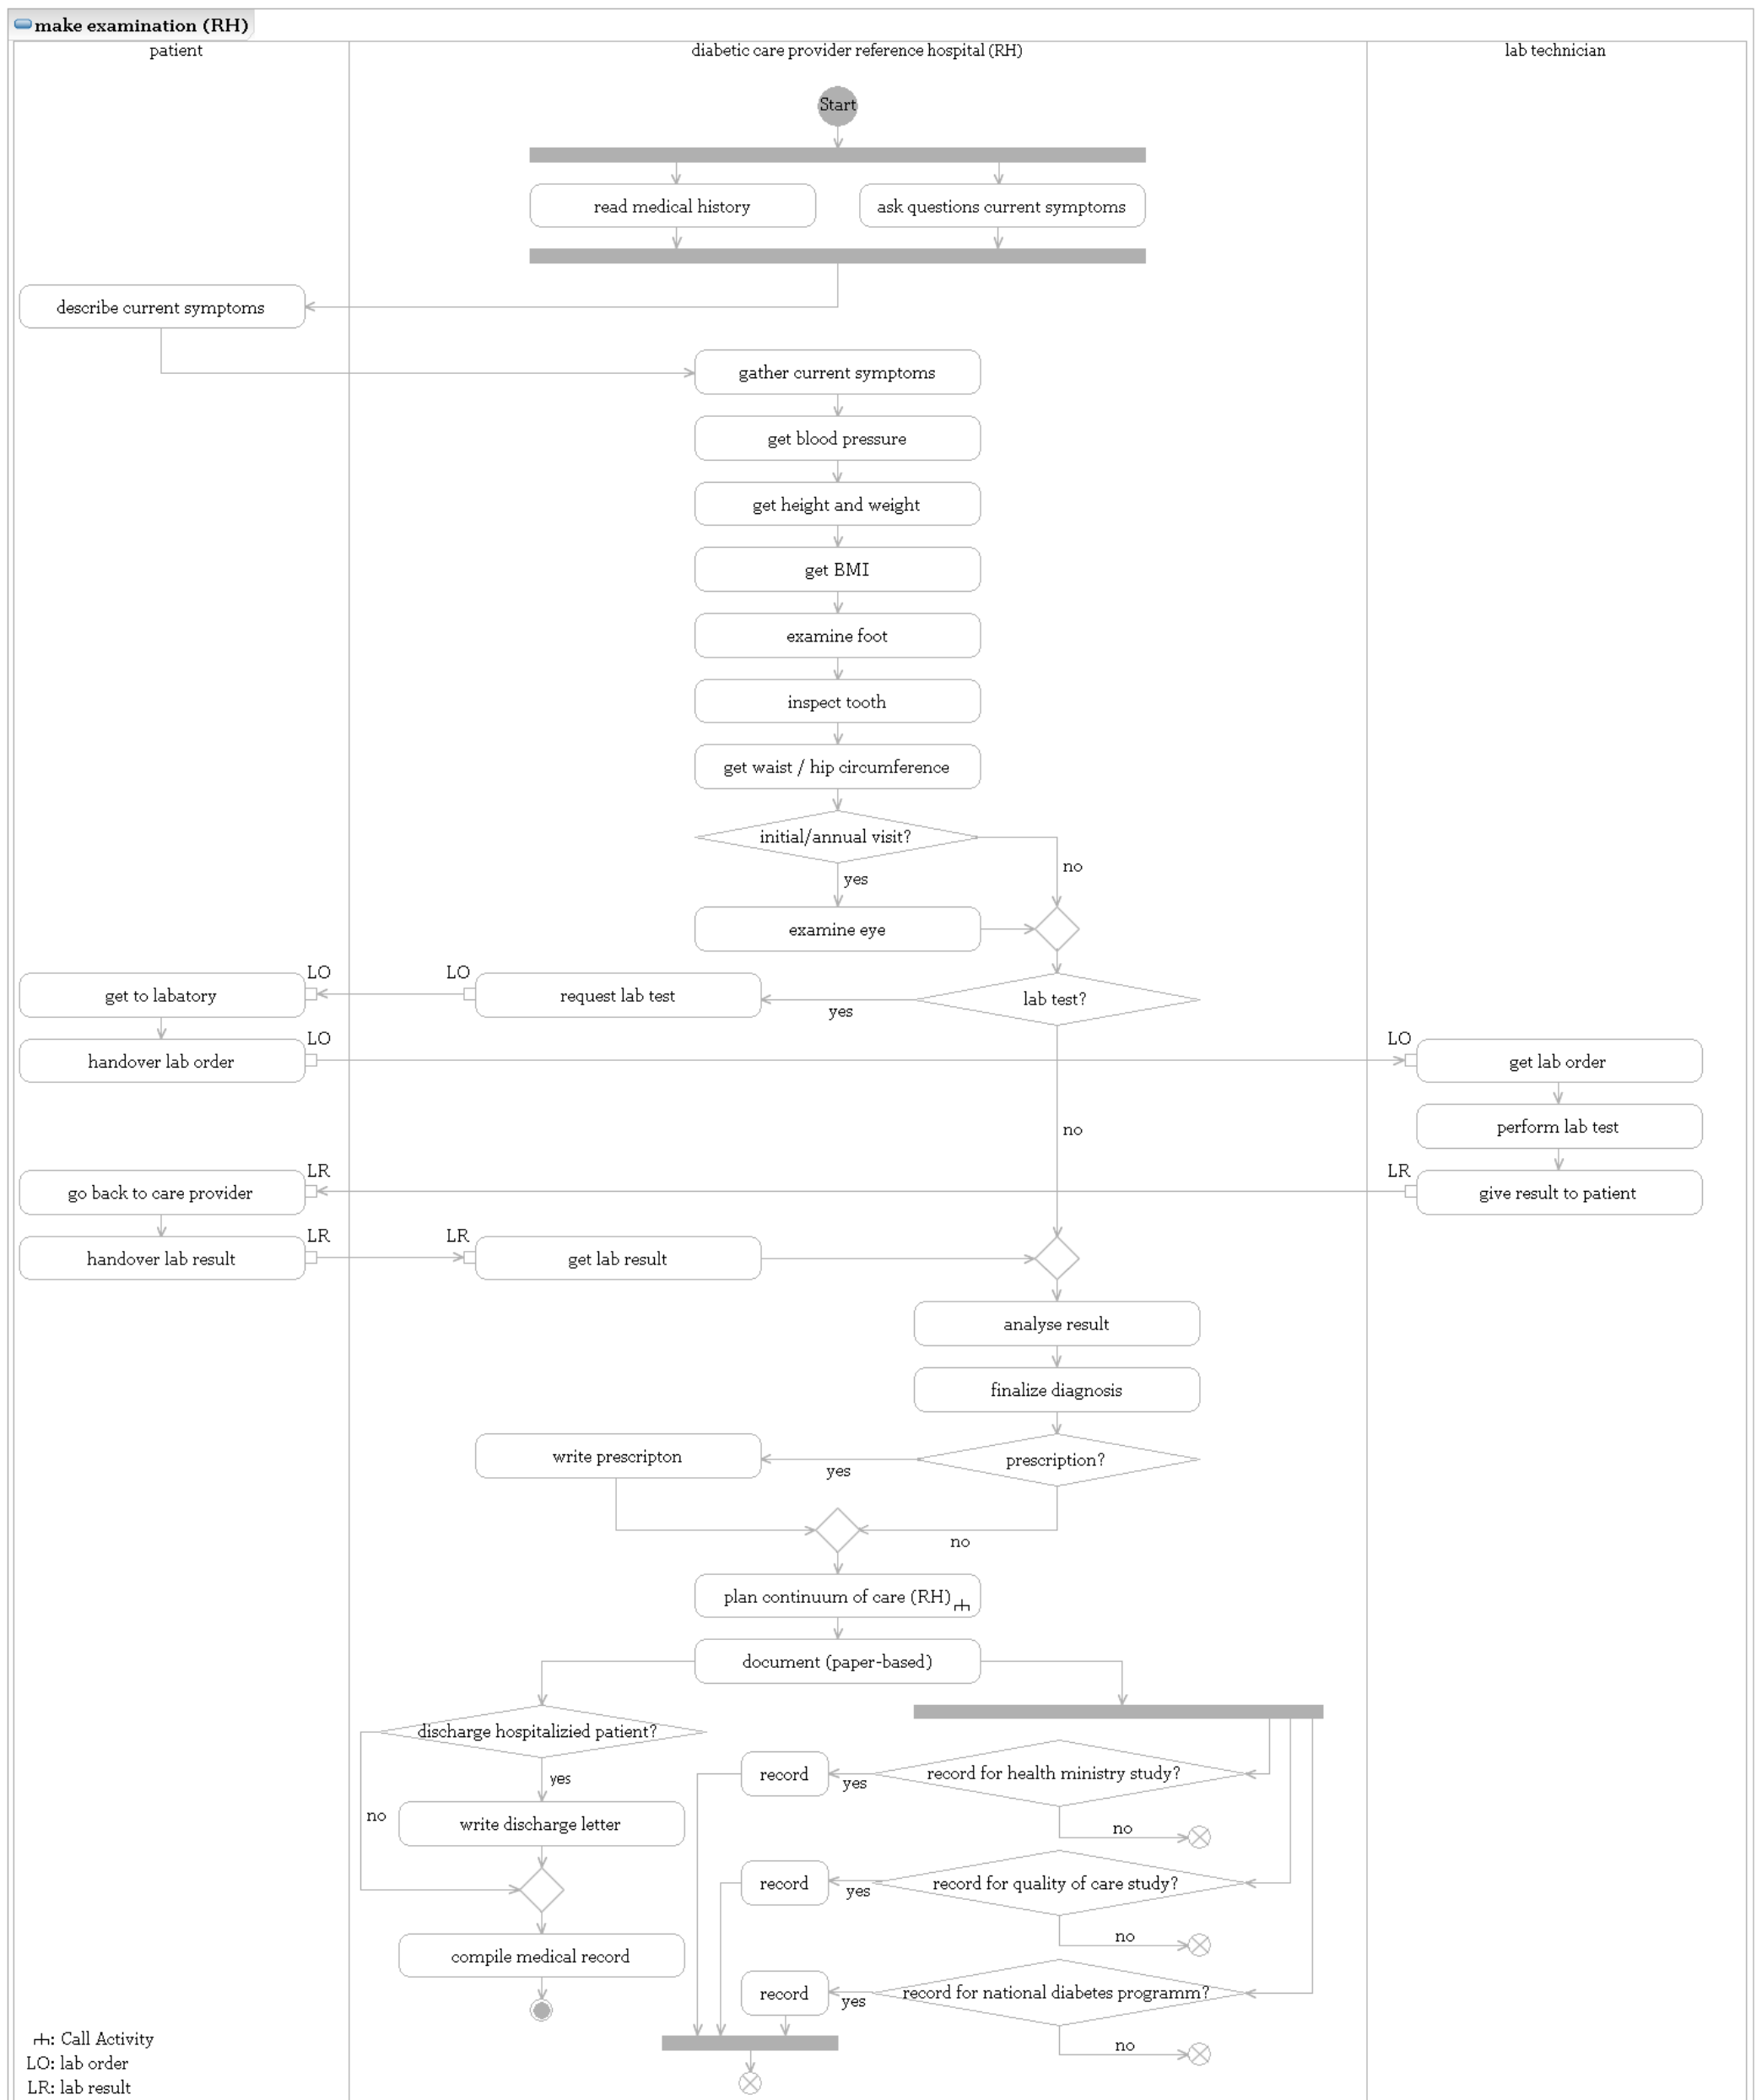 make examination (RH)
patient
diabetic care provider reference hospital (RH)
lab technician
Start
read medical history
ask questions current symptoms
describe current symptoms
gather current symptoms
get blood pressure
get height and weight
get BMI
examine foot
inspect tooth
get waist / hip circumference
initial/annual visit?
no
yes
examine eye
LO
get to labatory
LO
request lab test
yes
lab test?
LO
handover lab order
LO
get lab order
no
perform lab test
LR
go back to care provider
LR
give result to patient
LR
handover lab result
LR
get lab result
analyse result
finalize diagnosis
write prescripton
yes
prescription?
no
plan continuum of care (RH)
document (paper-based)
discharge hospitalizied patient?
yes
no
write discharge letter
compile medical record
record
yes
record for health ministry study?
no
record
yes
record for quality of care study?
no
record
yes
record for national diabetes programm?
no
: Call Activity
LO: lab order
LR: lab result